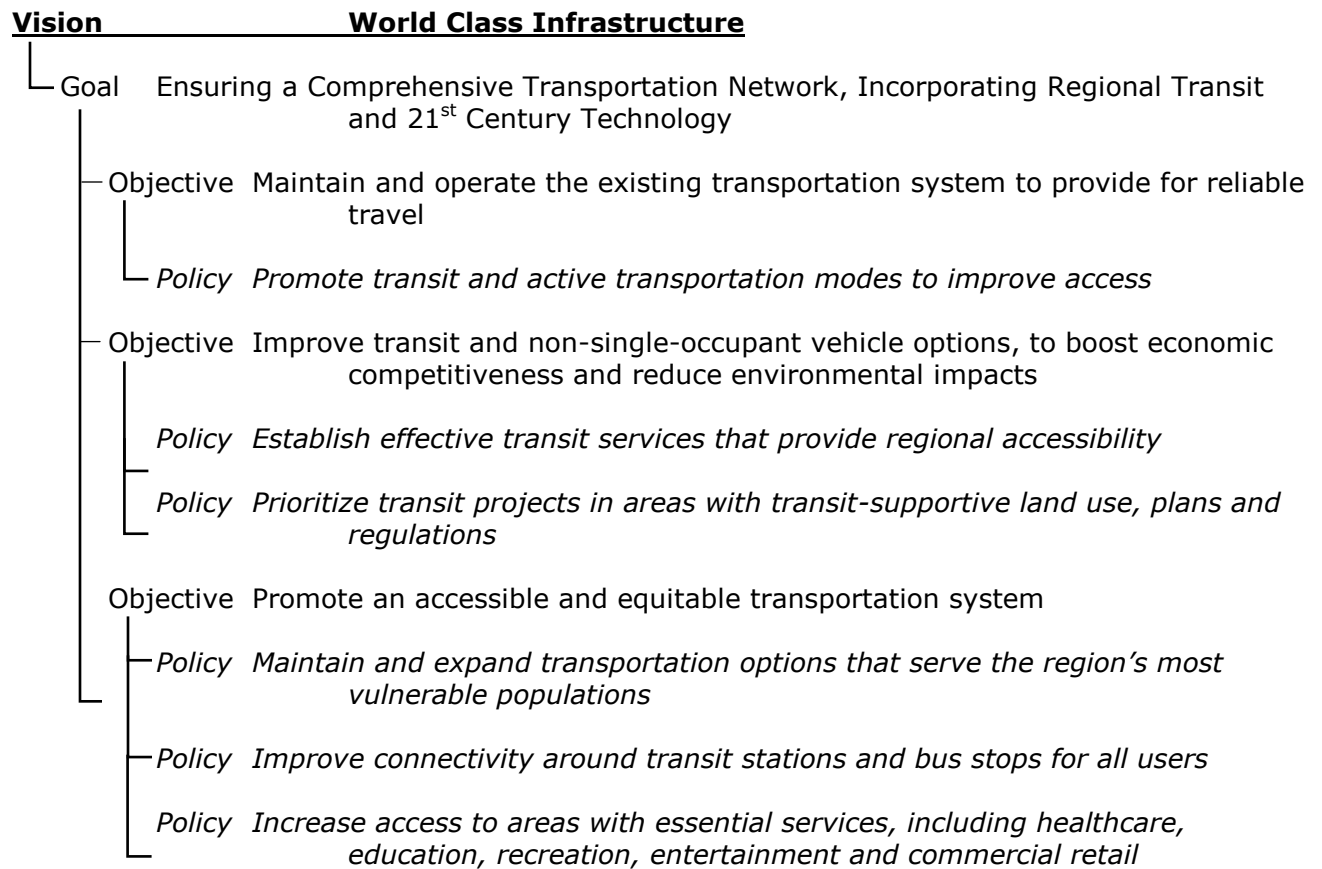 Vision World Class Infrastructure
Goal Ensuring a Comprehensive Transportation Network, Incorporating Regional Transit
and 21st Century Technology
Objective Maintain and operate the existing transportation system to provide for reliable
travel
Policy Promote transit and active transportation modes to improve access
Objective Improve transit and non-single-occupant vehicle options, to boost economic
competitiveness and reduce environmental impacts
Policy Establish effective transit services that provide regional accessibility
Policy Prioritize transit projects in areas with transit-supportive land use, plans and
regulations
Objective Promote an accessible and equitable transportation system
Policy Maintain and expand transportation options that serve the region’s most
vulnerable populations
Policy Improve connectivity around transit stations and bus stops for all users
Policy Increase access to areas with essential services, including healthcare,
education, recreation, entertainment and commercial retail